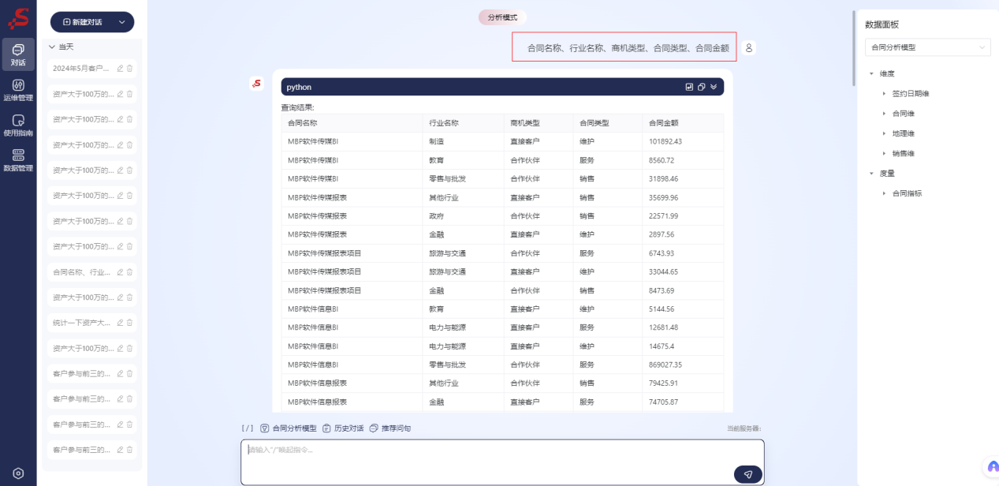 新建对话
对话
运维管理
使用指南
数据管理
当天
2024年5月客户...
资产大于100万的...
资产大于100万的...
资产大于100万的...
资产大于100万的...
资产大于100万的...
资产大于100万的...
资产大于100万的...
合同名称、行业...
资产大于100万的...
统计一下资产大...
资产大于100万的...
客户参与前三的...
客户参与前三的...
客户参与前三的...
客户参与前三的...
分析模式
合同名称、行业名称、商机类型、合同类型、合同金额
python
查询结果:
合同名称 行业名称 商机类型 合同类型 合同金额
MBP软件传媒BI 制造 直接客户 维护 101892.43
MBP软件传媒BI 教育 合作伙伴 服务 8560.72
MBP软件传媒BI 零售与批发 合作伙伴 销售 31898.46
MBP软件传媒报表 其他行业 直接客户 销售 35699.96
MBP软件传媒报表 政府 合作伙伴 销售 22571.99
MBP软件传媒报表 金融 直接客户 维护 2897.56
MBP软件传媒报表项目 旅游与交通 合作伙伴 服务 6743.93
MBP软件传媒报表项目 旅游与交通 直接客户 维护 33044.65
MBP软件传媒报表项目 金融 合作伙伴 销售 8473.69
MBP软件信息BI 教育 直接客户 维护 5144.56
MBP软件信息BI 电力与能源 直接客户 服务 12681.48
MBP软件信息BI 电力与能源 直接客户 维护 14675.4
MBP软件信息BI 零售与批发 合作伙伴 服务 869027.35
MBP软件信息报表 其他行业 合作伙伴 销售 79425.91
MBP软件信息报表 金融 直接客户 服务 74705.87
[/] 合同分析模型 历史对话 推荐问句 当前服务器:
请输入"/"唤起指令...
数据面板
合同分析模型
维度
签约日期维
合同维
地理维
销售维
度量
合同指标